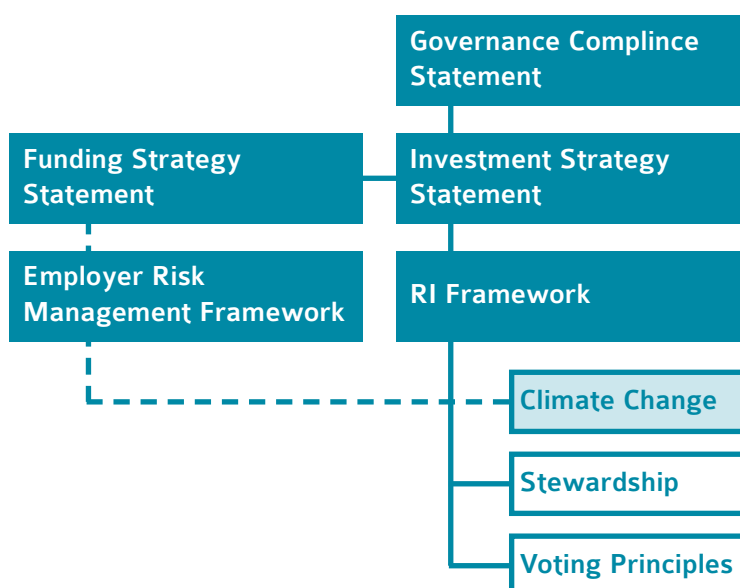 Governance Complince
Statement
Funding Strategy
Statement
Investment Strategy
Statement
Employer Risk
Management Framework
RI Framework
Climate Change
Stewardship
Voting Principles